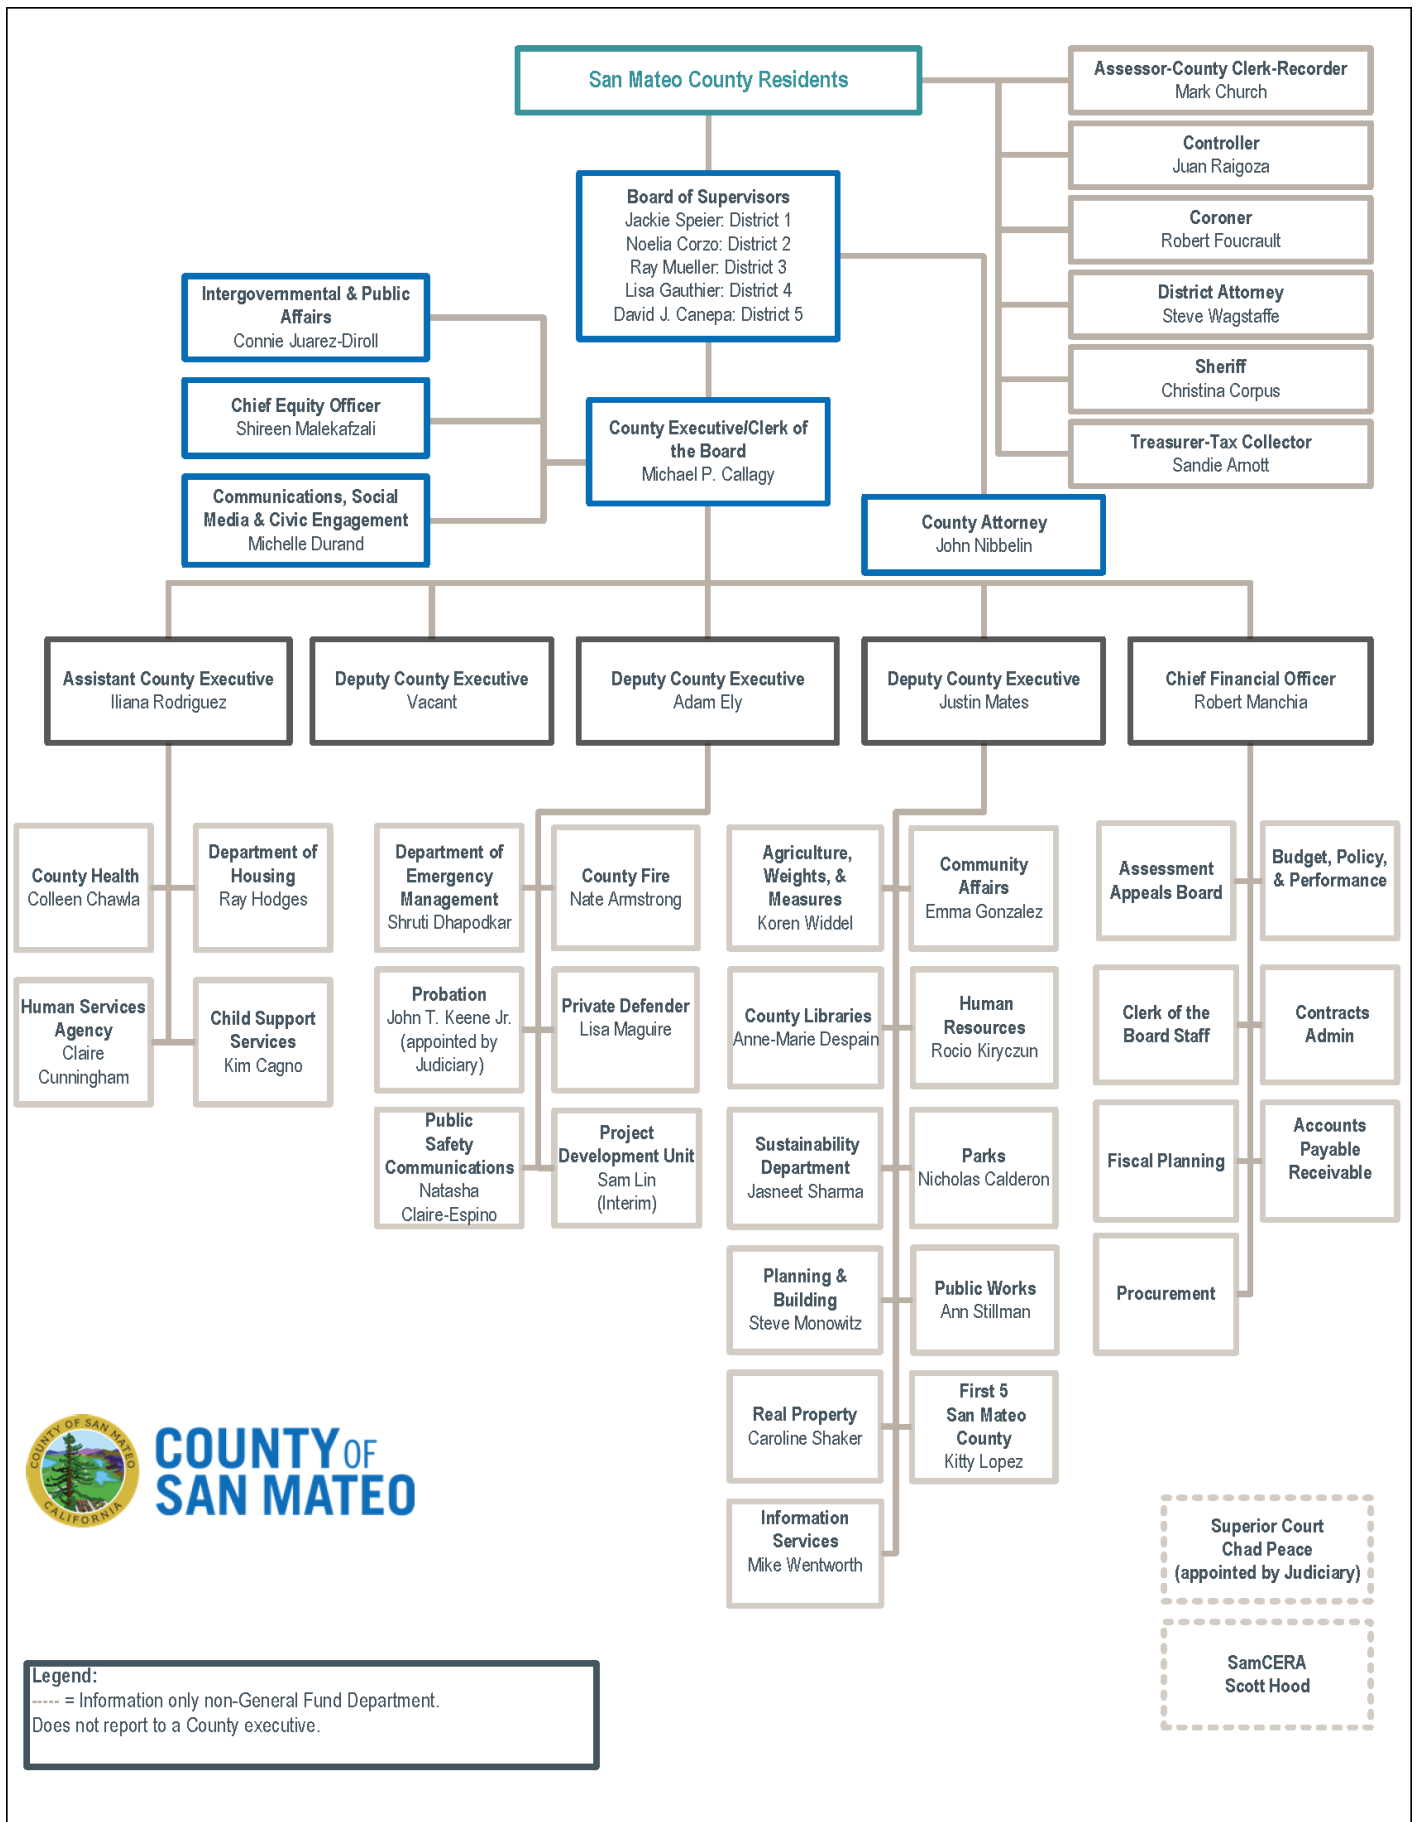 San Mateo County Residents
Assessor-County Clerk-Recorder
Mark Church
Controller
Juan Raigoza
Coroner
Robert Foucrault
District Attorney
Steve Wagstaffe
Sheriff
Christina Corpus
Treasurer-Tax Collector
Sandie Arnott
Board of Supervisors
Jackie Speier: District 1
Noelia Corzo: District 2
Ray Mueller: District 3
Lisa Gauthier: District 4
David J. Canepa: District 5
Intergovernmental & Public
Affairs
Connie Juarez-Diroll
Chief Equity Officer
Shireen Malekafzali
Communications, Social
Media & Civic Engagement
Michelle Durand
County Executive/Clerk of
the Board
Michael P. Callagy
County Attorney
John Nibbelin
Assistant County Executive
Iliana Rodriguez
Deputy County Executive
Vacant
Deputy County Executive
Adam Ely
Deputy County Executive
Justin Mates
Chief Financial Officer
Robert Manchia
County Health
Colleen Chawla
Department of
Housing
Ray Hodges
Human Services
Agency
Claire
Cunningham
Child Support
Services
Kim Cagno
Department of
Emergency
Management
Shruti Dhapodkar
County Fire
Nate Armstrong
Probation
John T. Keene Jr.
(appointed by
Judiciary)
Private Defender
Lisa Maguire
Public
Safety
Communications
Natasha
Claire-Espino
Project
Development Unit
Sam Lin
(Interim)
Agriculture,
Weights, &
Measures
Koren Widdel
Community
Affairs
Emma Gonzalez
County Libraries
Anne-Marie Despain
Human
Resources
Rocio Kiryczun
Sustainability
Department
Jasneet Sharma
Parks
Nicholas Calderon
Planning &
Building
Steve Monowitz
Public Works
Ann Stillman
Real Property
Caroline Shaker
First 5
San Mateo
County
Kitty Lopez
Information
Services
Mike Wentworth
Assessment
Appeals Board
Budget, Policy,
& Performance
Clerk of the
Board Staff
Contracts
Admin
Fiscal Planning
Accounts
Payable
Receivable
Procurement
COUNTY OF SAN MATEO
CALIFORNIA
COUNTY OF
SAN MATEO
Superior Court
Chad Peace
(appointed by Judiciary)
SamCERA
Scott Hood
Legend:
----- = Information only non-General Fund Department.
Does not report to a County executive.